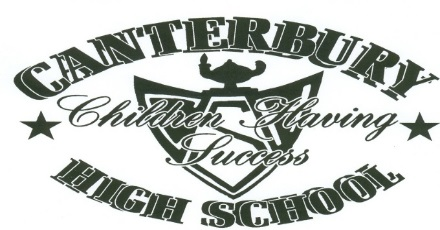 CANTERBURY
Children Having
Success
HIGH SCHOOL